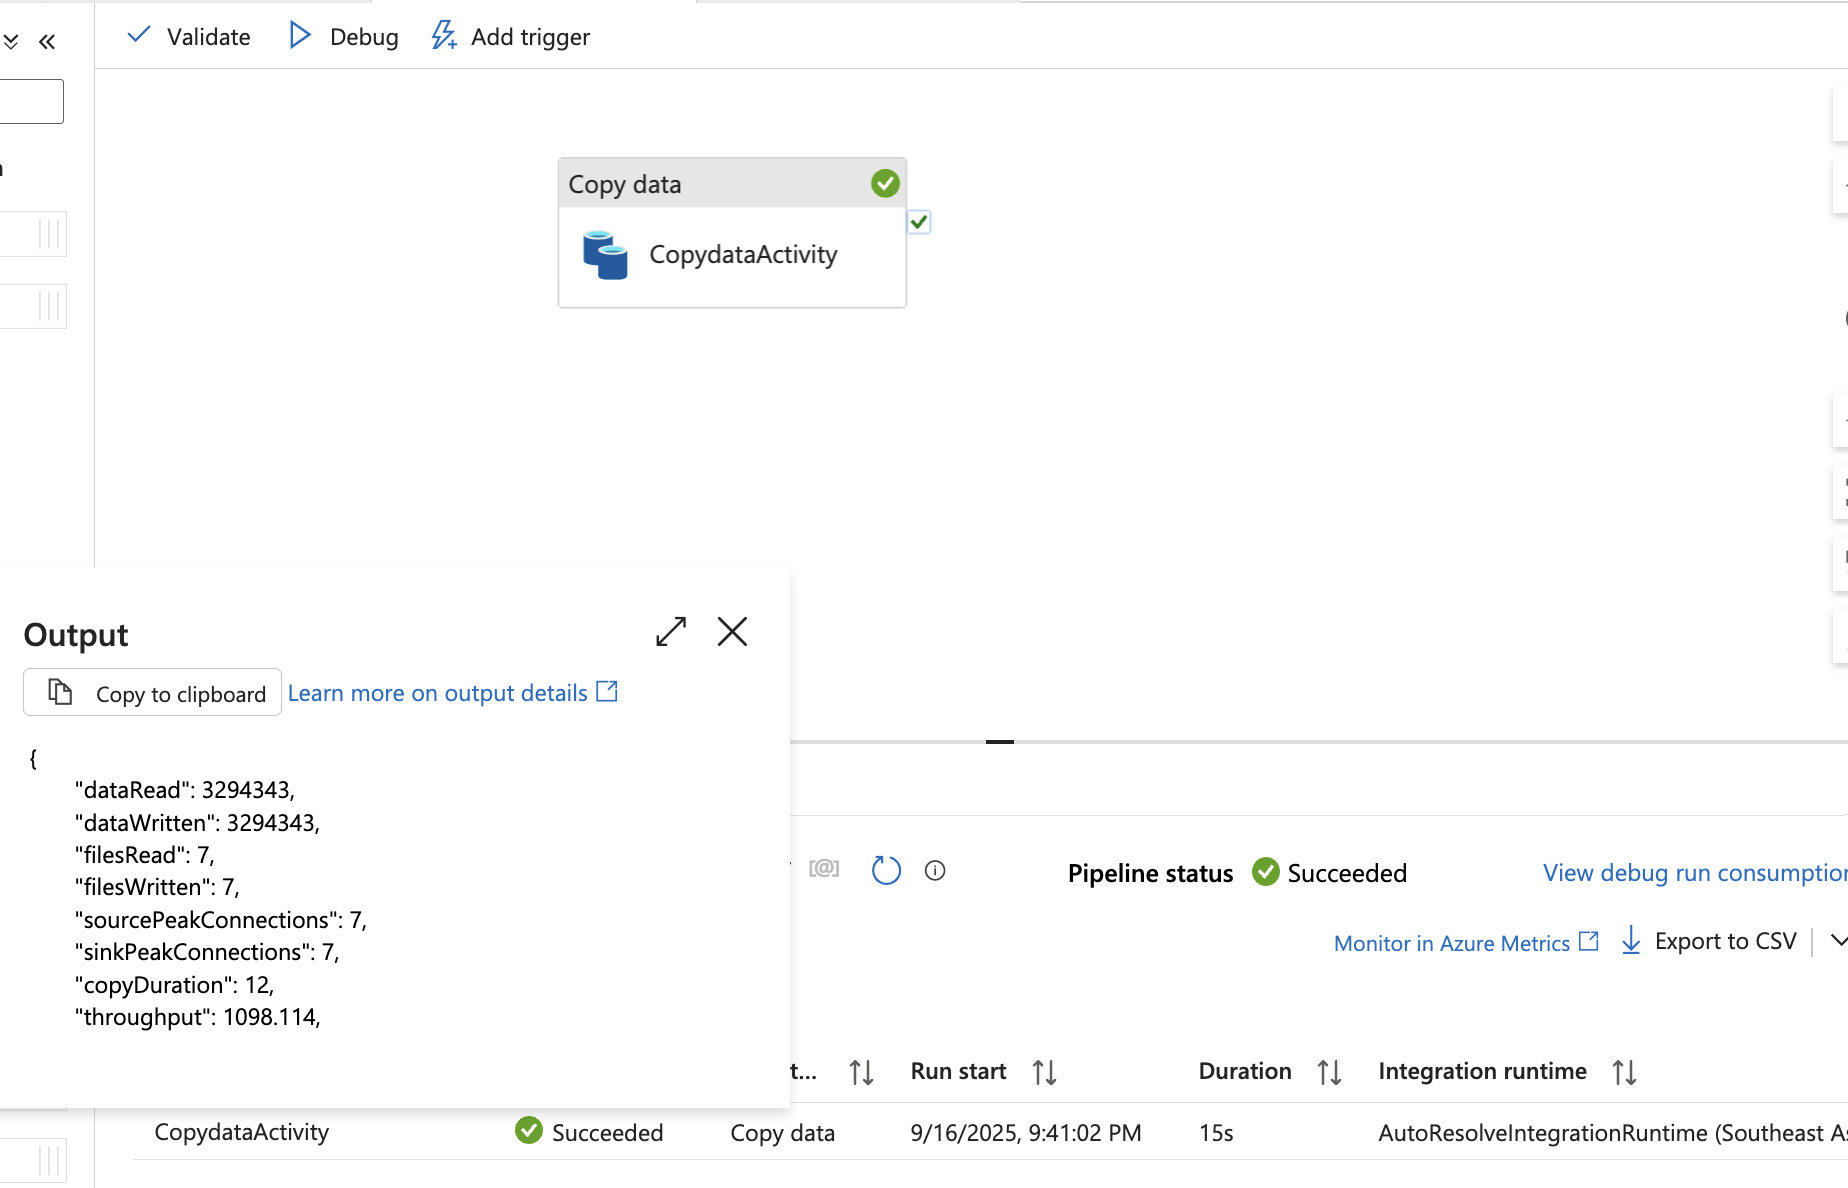 Validate Debug Add trigger
Copy data
CopydataActivity
Output
Copy to clipboard Learn more on output details
{
"dataRead": 3294343,
"dataWritten": 3294343,
"filesRead": 7,
"filesWritten": 7,
"sourcePeakConnections": 7,
"sinkPeakConnections": 7,
"copyDuration": 12,
"throughput": 1098.114,
[@] Pipeline status Succeeded View debug run consumption
Monitor in Azure Metrics Export to CSV
t... Run start Duration Integration runtime
CopydataActivity Succeeded Copy data 9/16/2025, 9:41:02 PM 15s AutoResolveIntegrationRuntime (Southeast As